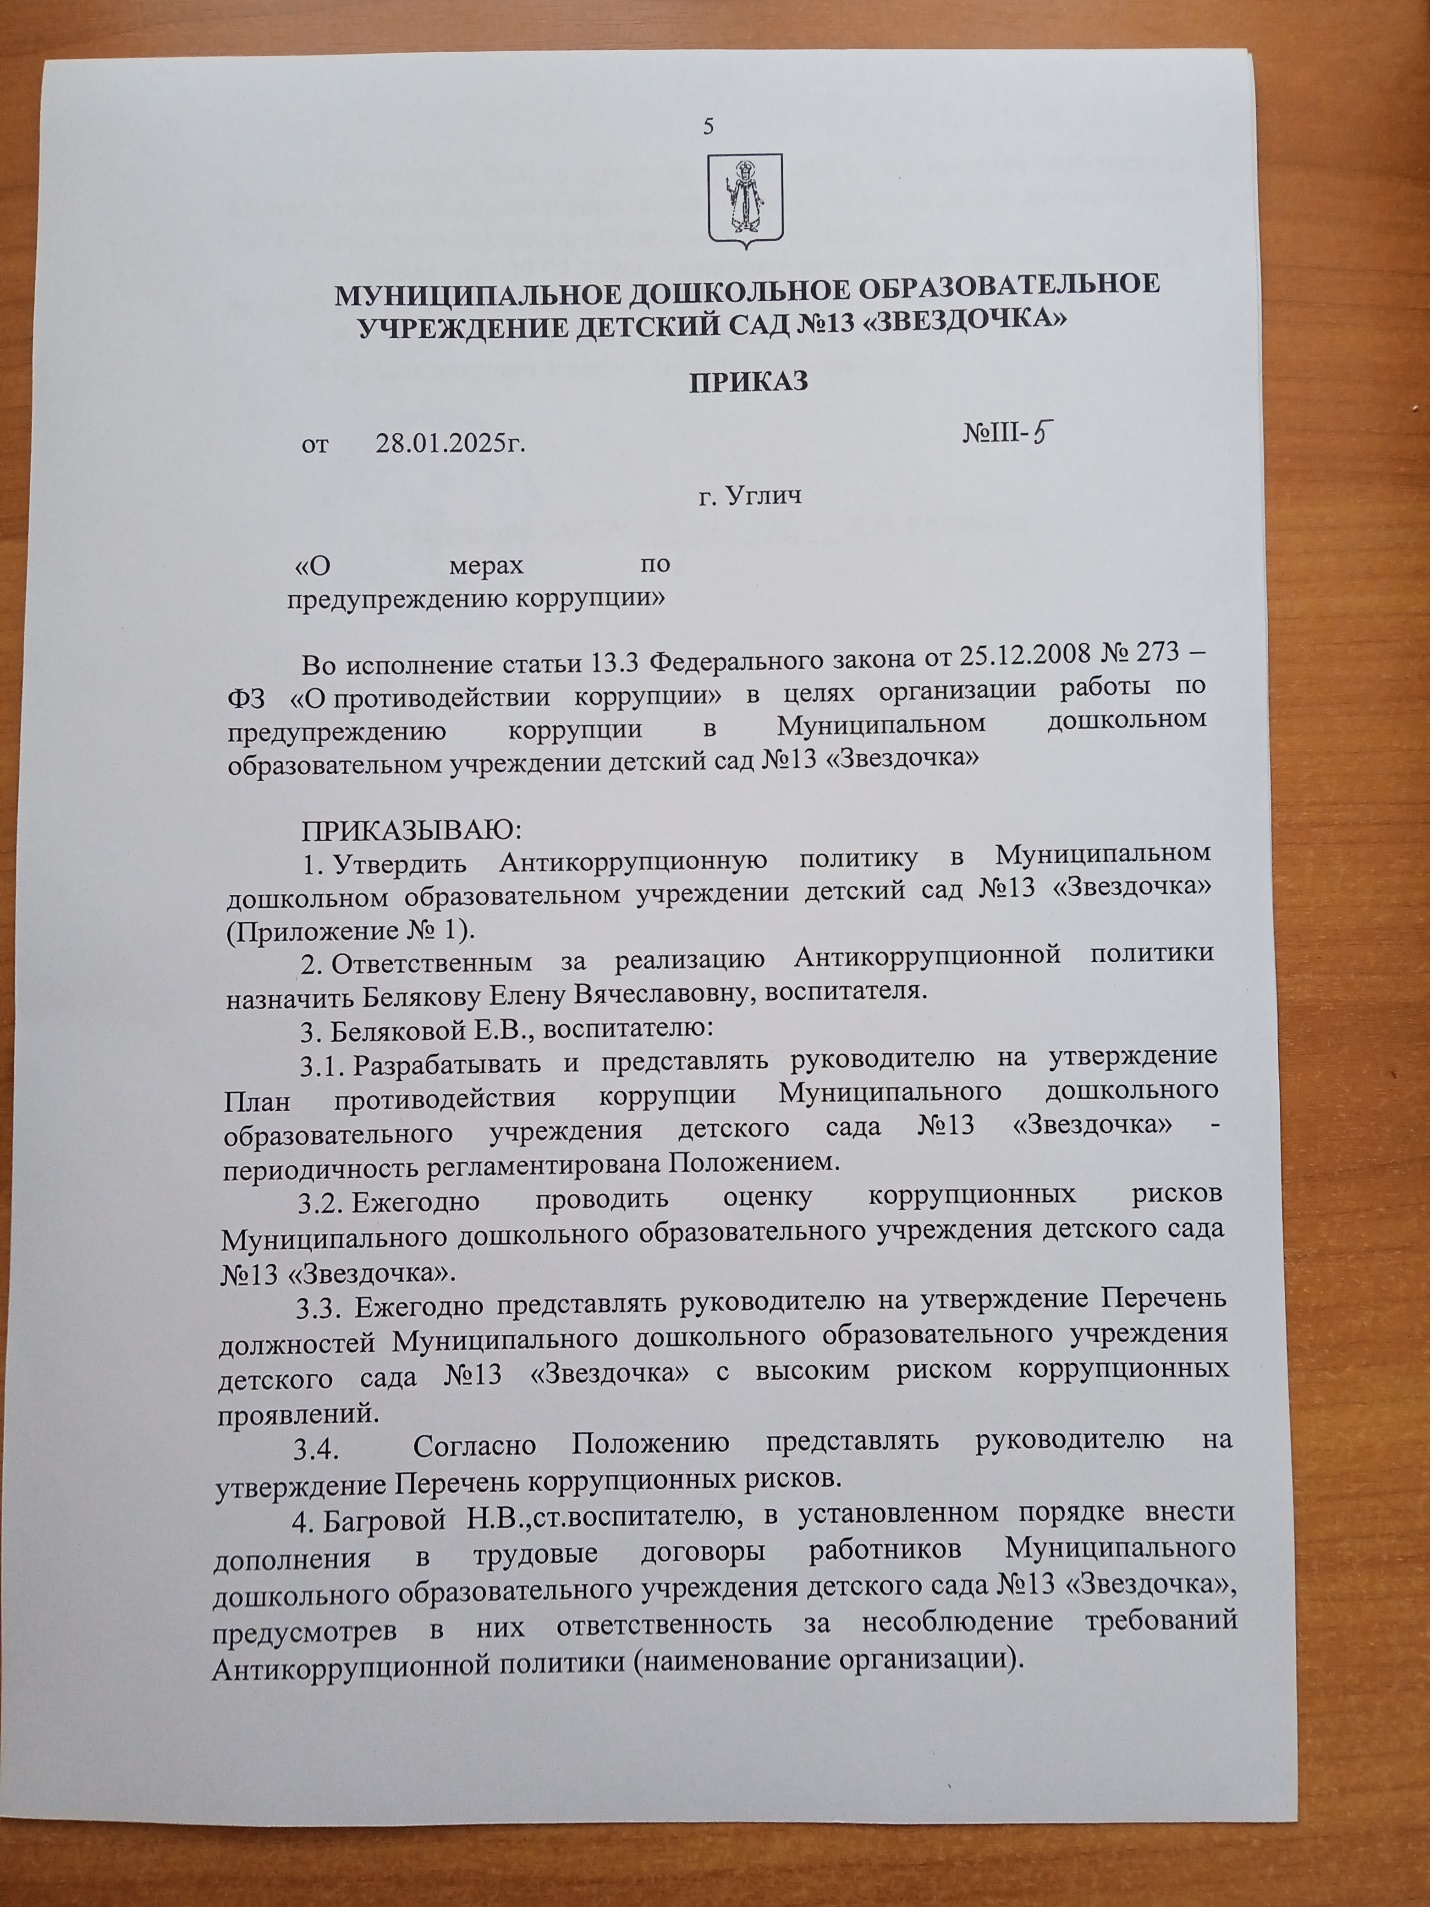 5
МУНИЦИПАЛЬНОЕ ДОШКОЛЬНОЕ ОБРАЗОВАТЕЛЬНОЕ
УЧРЕЖДЕНИЕ ДЕТСКИЙ САД №13 «ЗВЕЗДОЧКА»
ПРИКАЗ
от 28.01.2025г. №III-5
г. Углич
«О мерах по
предупреждению коррупции»
Во исполнение статьи 13.3 Федерального закона от 25.12.2008 № 273 –
ФЗ «О противодействии коррупции» в целях организации работы по
предупреждению коррупции в Муниципальном дошкольном
образовательном учреждении детский сад №13 «Звездочка»
ПРИКАЗЫВАЮ:
1. Утвердить Антикоррупционную политику в Муниципальном
дошкольном образовательном учреждении детский сад №13 «Звездочка»
(Приложение № 1).
2. Ответственным за реализацию Антикоррупционной политики
назначить Белякову Елену Вячеславовну, воспитателя.
3. Беляковой Е.В., воспитателю:
3.1. Разрабатывать и представлять руководителю на утверждение
План противодействия коррупции Муниципального дошкольного
образовательного учреждения детского сада №13 «Звездочка» -
периодичность регламентирована Положением.
3.2. Ежегодно проводить оценку коррупционных рисков
Муниципального дошкольного образовательного учреждения детского сада
№13 «Звездочка».
3.3. Ежегодно представлять руководителю на утверждение Перечень
должностей Муниципального дошкольного образовательного учреждения
детского сада №13 «Звездочка» с высоким риском коррупционных
проявлений.
3.4. Согласно Положению представлять руководителю на
утверждение Перечень коррупционных рисков.
4. Багровой Н.В.,ст.воспитателю, в установленном порядке внести
дополнения в трудовые договоры работников Муниципального
дошкольного образовательного учреждения детского сада №13 «Звездочка»,
предусмотрев в них ответственность за несоблюдение требований
Антикоррупционной политики (наименование организации).